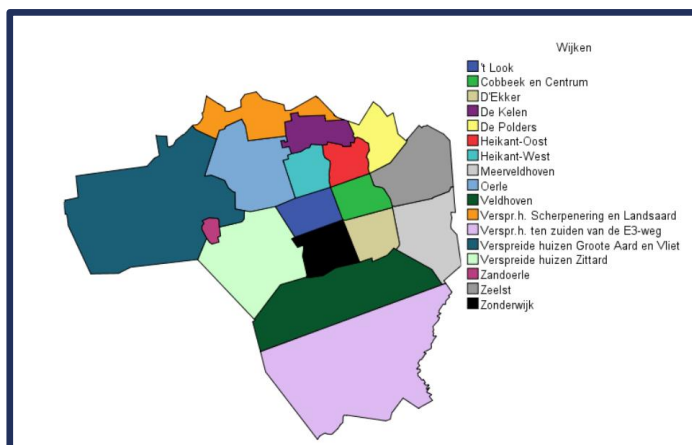 Wijken
't Look
Cobbeek en Centrum
D'Ekker
De Kelen
De Polders
Heikant-Oost
Heikant-West
Meerveldhoven
Oerle
Veldhoven
Verspr.h. Scherpenering en Landsaard
Verspr.h. ten zuiden van de E3-weg
Verspreide huizen Groote Aard en Vliet
Verspreide huizen Zittard
Zandoerle
Zeelst
Zonderwijk